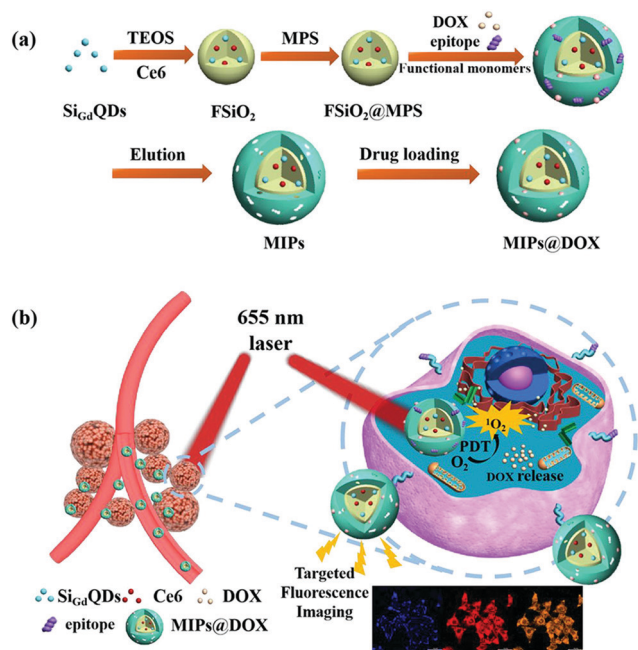 (a)
TEOS
Ce6
MPS
DOX
epitope
Functional monomers
SiGdQDs
FSiO2
FSiO2@MPS
Elution
Drug loading
MIPs
MIPs@DOX
(b)
655 nm
laser
1O2
PDT
O2
DOX release
Targeted
Fluorescence
Imaging
SiGdQDs Ce6 DOX
epitope MIPs@DOX